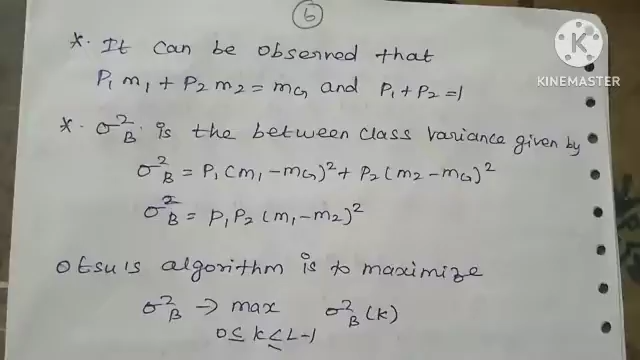 6
K
KINEMASTER
*. It can be observed that
P₁ m₁ + P₂ m₂ = mG and P₁ + P₂ = 1
*. σ²B. is the between class variance given by
σ²B = P₁ (m₁ - mG)² + P₂ (m₂ - mG)²
σ²B = P₁ P₂ (m₁ - m₂)²
Otsu's algorithm is to maximize
σ²B → max σ²B (k)
0 ≤ k ≤ L-1